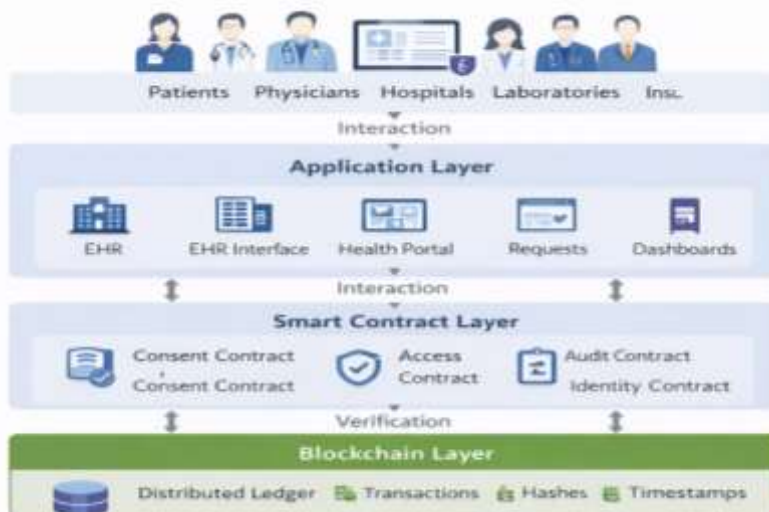 Patients Physicians Hospitals Laboratories Ins.
Interaction
Application Layer
EHR EHR Interface Health Portal Requests Dashboards
Interaction
Smart Contract Layer
Consent Contract Access Audit Contract
Consent Contract Contract Identity Contract
Verification
Blockchain Layer
Distributed Ledger Transactions Hashes Timestamps